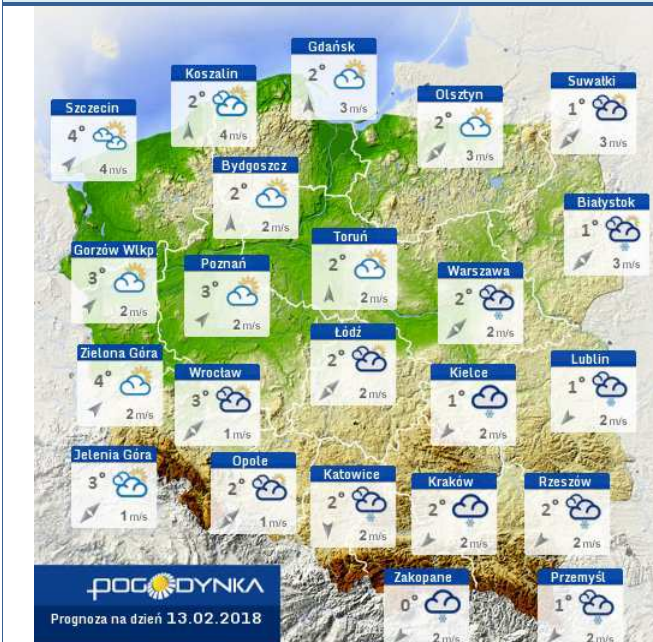 Gdańsk
2°
3 m/s
Koszalin
2°
4 m/s
Suwałki
1°
3 m/s
Olsztyn
2°
3 m/s
Szczecin
4°
4 m/s
Bydgoszcz
2°
2 m/s
Białystok
1°
3 m/s
Toruń
2°
2 m/s
Gorzów Wlkp.
3°
2 m/s
Poznań
3°
2 m/s
Warszawa
2°
2 m/s
Łódź
2°
2 m/s
Zielona Góra
4°
2 m/s
Lublin
1°
2 m/s
Wrocław
3°
1 m/s
Kielce
1°
2 m/s
Jelenia Góra
3°
1 m/s
Opole
2°
1 m/s
Katowice
2°
2 m/s
Kraków
2°
2 m/s
Rzeszów
2°
2 m/s
Zakopane
0°
2 m/s
Przemyśl
1°
2 m/s
POGODYNKA
Prognoza na dzień 13.02.2018